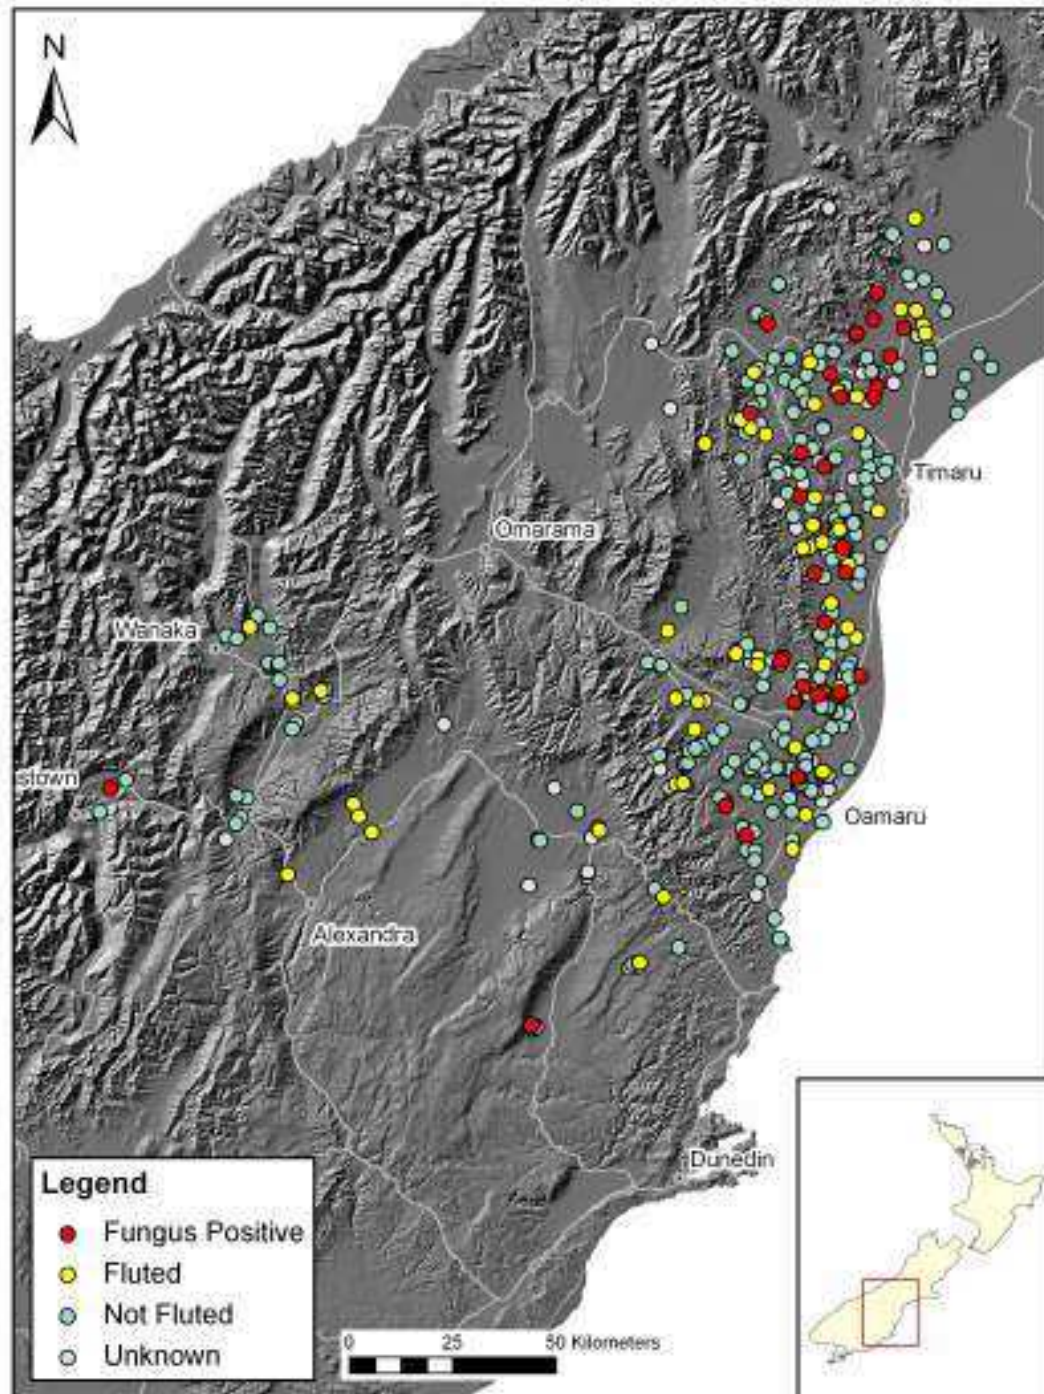 N
Timaru
Omarama
Wanaka
stown
Oamaru
Alexandra
Dunedin
Legend
Fungus Positive
Fluted
Not Fluted
Unknown
0 25 50 Kilometers